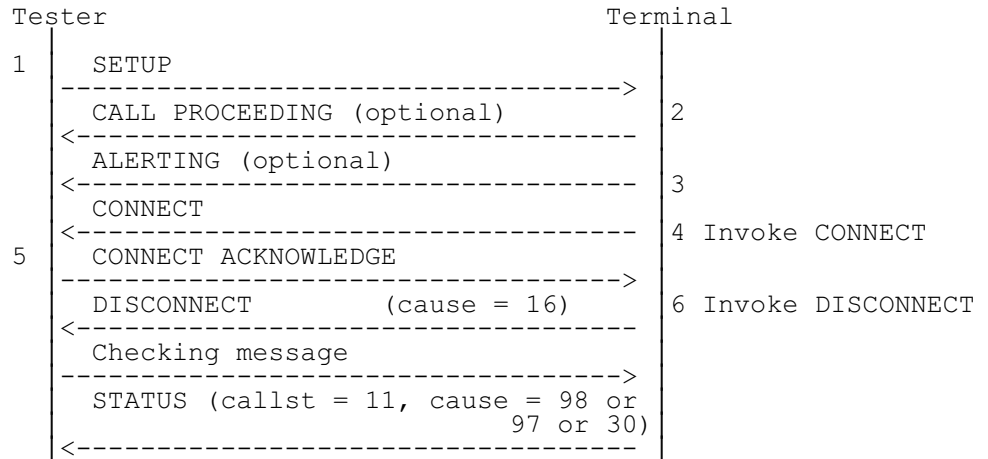 Tester Terminal
1 SETUP
------------------------------------>
CALL PROCEEDING (optional) 2
<------------------------------------
ALERTING (optional)
<------------------------------------ 3
CONNECT
<------------------------------------ 4 Invoke CONNECT
5 CONNECT ACKNOWLEDGE
------------------------------------>
DISCONNECT (cause = 16) 6 Invoke DISCONNECT
<------------------------------------
Checking message
------------------------------------>
STATUS (callst = 11, cause = 98 or
97 or 30)
<------------------------------------